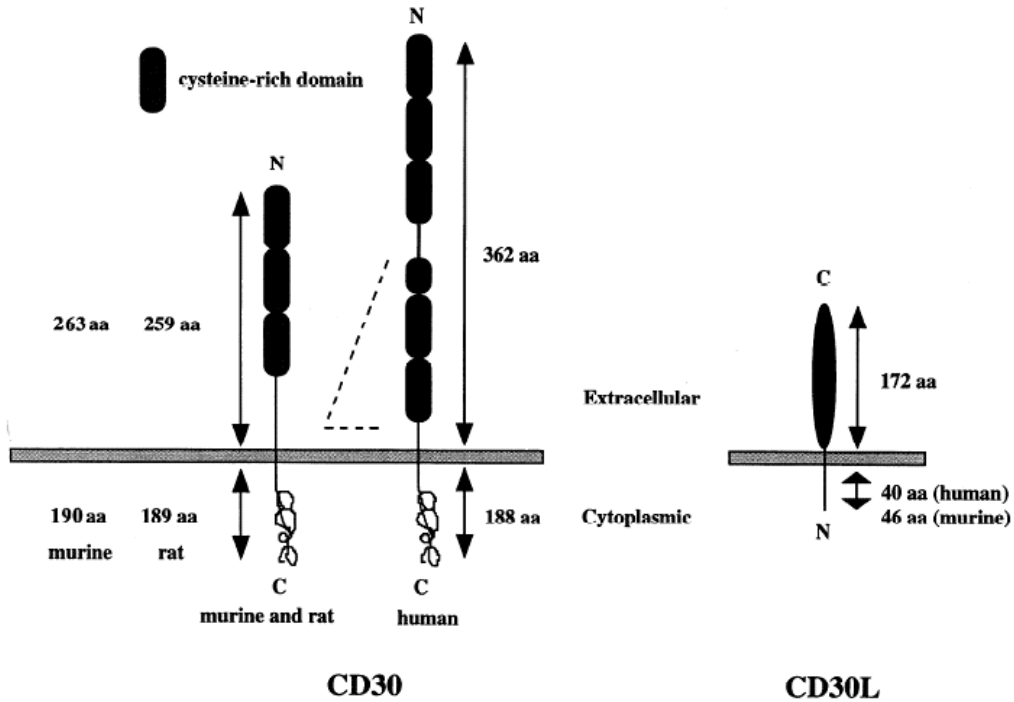 N
cysteine-rich domain
N
362 aa
263 aa 259 aa
C
172 aa
Extracellular
190 aa 189 aa
murine rat
188 aa
Cytoplasmic
40 aa (human)
46 aa (murine)
N
C
C
murine and rat
human
CD30
CD30L